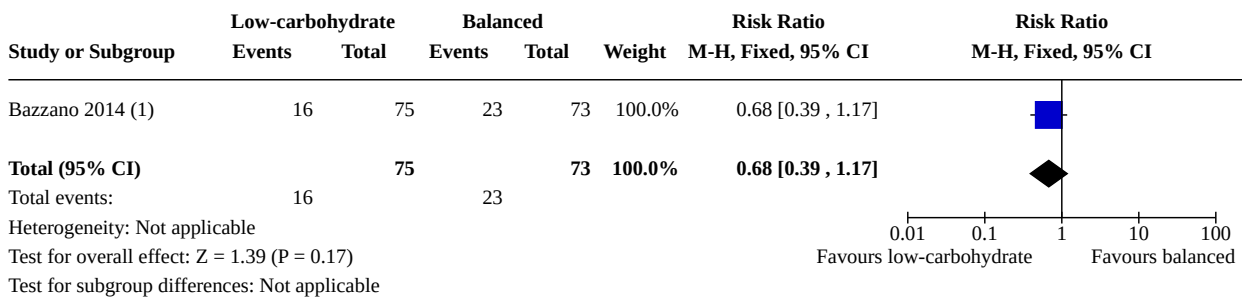 Low-carbohydrate Balanced Risk Ratio Risk Ratio
Study or Subgroup Events Total Events Total Weight M-H, Fixed, 95% CI M-H, Fixed, 95% CI
Bazzano 2014 (1) 16 75 23 73 100.0% 0.68 [0.39 , 1.17]
Total (95% CI) 75 73 100.0% 0.68 [0.39 , 1.17]
Total events: 16 23
Heterogeneity: Not applicable
0.01 0.1 1 10 100
Test for overall effect: Z = 1.39 (P = 0.17) Favours low-carbohydrate Favours balanced
Test for subgroup differences: Not applicable